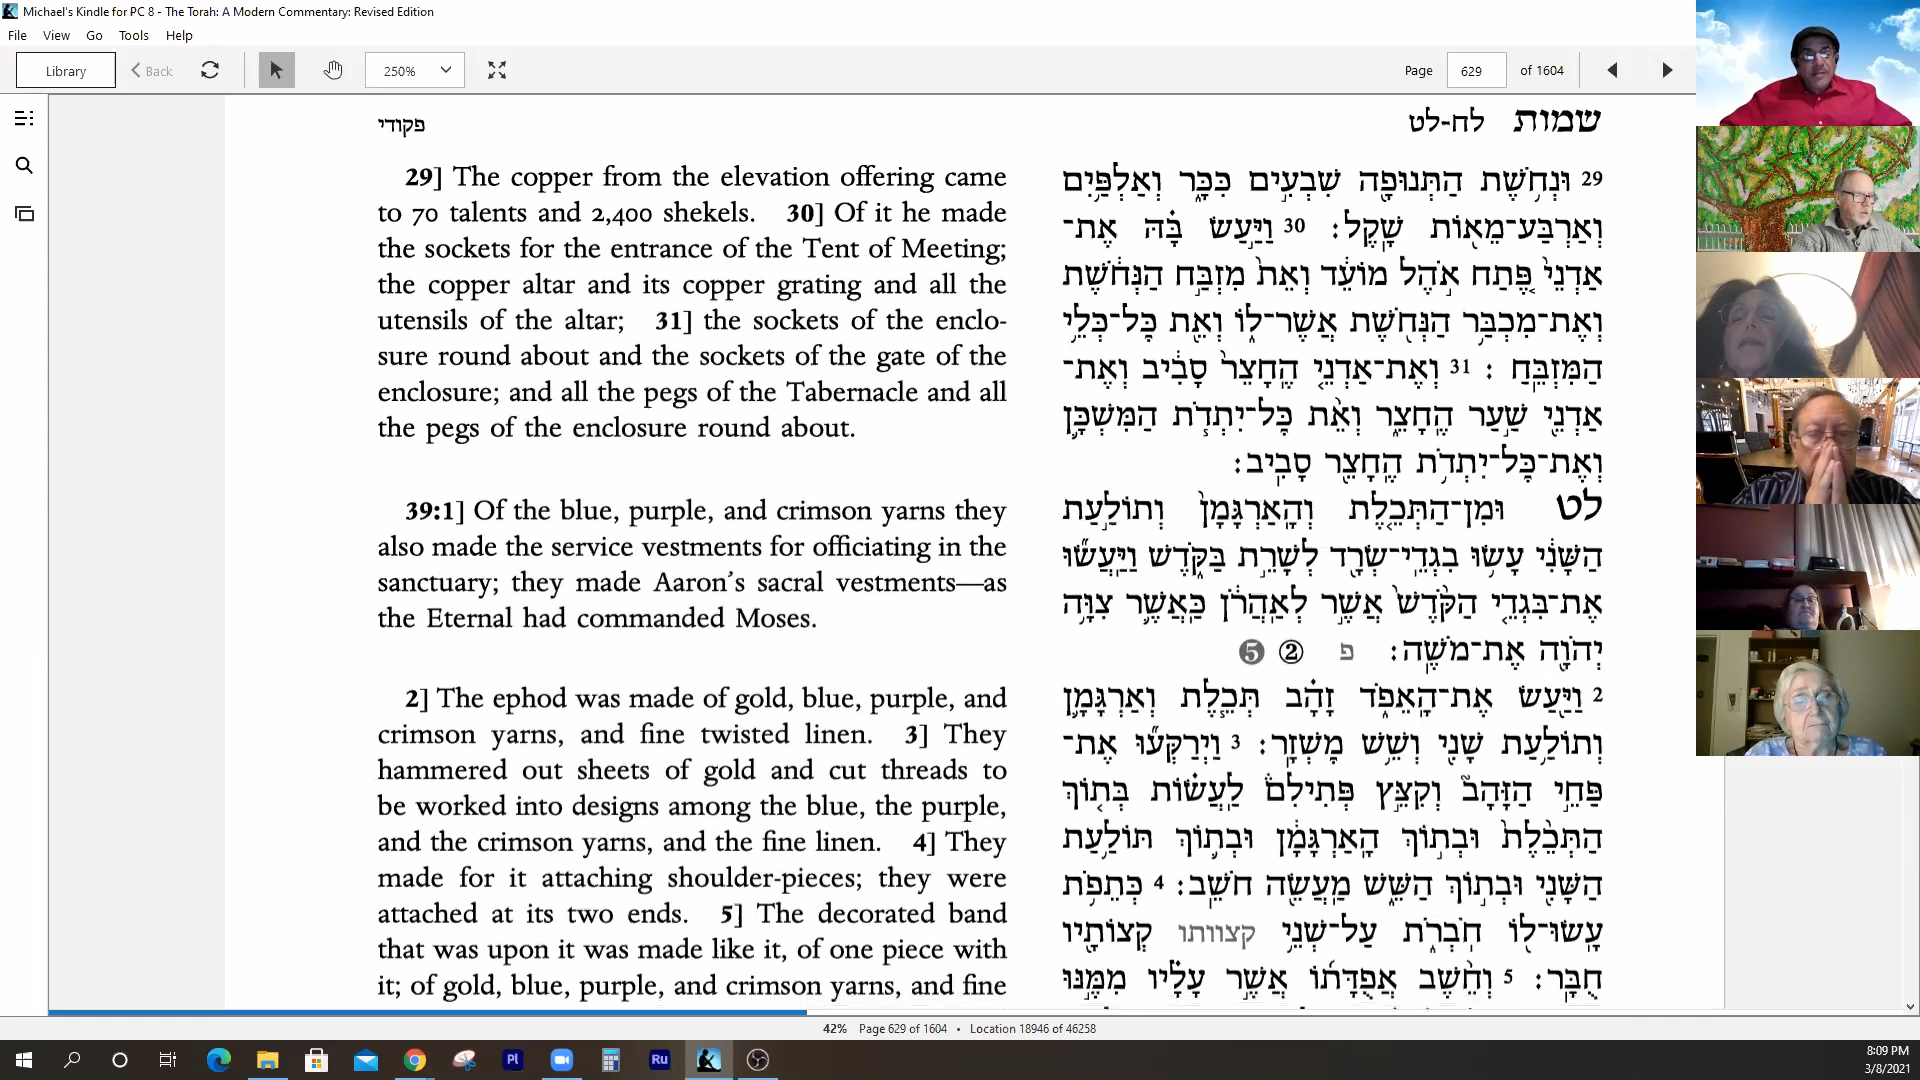 Michael's Kindle for PC 8 - The Torah: A Modern Commentary: Revised Edition
File View Go Tools Help
Library Back 250% Page 629 of 1604
פקודי
שמות לח-לט
29] The copper from the elevation offering came
to 70 talents and 2,400 shekels. 30] Of it he made
the sockets for the entrance of the Tent of Meeting;
the copper altar and its copper grating and all the
utensils of the altar; 31] the sockets of the enclo-
sure round about and the sockets of the gate of the
enclosure; and all the pegs of the Tabernacle and all
the pegs of the enclosure round about.
39:1] Of the blue, purple, and crimson yarns they
also made the service vestments for officiating in the
sanctuary; they made Aaron's sacral vestments—as
the Eternal had commanded Moses.
2] The ephod was made of gold, blue, purple, and
crimson yarns, and fine twisted linen. 3] They
hammered out sheets of gold and cut threads to
be worked into designs among the blue, the purple,
and the crimson yarns, and the fine linen. 4] They
made for it attaching shoulder-pieces; they were
attached at its two ends. 5] The decorated band
that was upon it was made like it, of one piece with
it; of gold, blue, purple, and crimson yarns, and fine
29 וּנְחֹ֥שֶׁת הַתְּנוּפָ֖ה שִׁבְעִ֣ים כִּכָּ֑ר וְאַלְפַּ֥יִם
וְאַרְבַּע־מֵא֖וֹת שָֽׁקֶל׃ 30 וַיַּ֣עַשׂ בָּ֗הּ אֶת־
אַדְנֵי֙ פֶּ֚תַח אֹ֣הֶל מוֹעֵ֔ד וְאֵת֙ מִזְבַּ֣ח הַנְּחֹ֔שֶׁת
וְאֶת־מִכְבַּ֥ר הַנְּחֹ֖שֶׁת אֲשֶׁר־ל֑וֹ וְאֵ֖ת כׇּל־כְּלֵ֥י
הַמִּזְבֵּֽחַ׃ 31 וְאֶת־אַדְנֵ֤י הֶֽחָצֵר֙ סָבִ֔יב וְאֶת־
אַדְנֵ֖י שַׁ֣עַר הֶחָצֵ֑ר וְאֵ֨ת כׇּל־יִתְדֹ֧ת הַמִּשְׁכָּ֛ן
וְאֶת־כׇּל־יִתְדֹ֥ת הֶחָצֵ֖ר סָבִֽיב׃
לט וּמִן־הַתְּכֵ֤לֶת וְהָֽאַרְגָּמָן֙ וְתוֹלַ֣עַת
הַשָּׁנִ֔י עָשׂ֥וּ בִגְדֵי־שְׂרָ֖ד לְשָׁרֵ֣ת בַּקֹּ֑דֶשׁ וַֽיַּעֲשׂ֞וּ
אֶת־בִּגְדֵ֤י הַקֹּ֙דֶשׁ֙ אֲשֶׁ֣ר לְאַהֲרֹ֔ן כַּאֲשֶׁ֛ר צִוָּ֥ה
יְהֹוָ֖ה אֶת־מֹשֶֽׁה׃ פ ② ❺
2 וַיַּ֖עַשׂ אֶת־הָאֵפֹ֑ד זָהָ֗ב תְּכֵ֧לֶת וְאַרְגָּמָ֛ן
וְתוֹלַ֥עַת שָׁנִ֖י וְשֵׁ֥שׁ מׇשְׁזָֽר׃ 3 וַֽיְרַקְּע֞וּ אֶת־
פַּחֵ֣י הַזָּהָב֮ וְקִצֵּ֣ץ פְּתִילִם֒ לַעֲשׂ֗וֹת בְּת֤וֹךְ
הַתְּכֵ֙לֶת֙ וּבְת֣וֹךְ הָֽאַרְגָּמָ֔ן וּבְת֛וֹךְ תּוֹלַ֥עַת
הַשָּׁנִ֖י וּבְת֣וֹךְ הַשֵּׁ֑שׁ מַעֲשֵׂ֖ה חֹשֵֽׁב׃ 4 כְּתֵפֹ֥ת
עָֽשׂוּ־ל֖וֹ חֹבְרֹ֑ת עַל־שְׁנֵ֥י קצוותו קְצוֹתָ֖יו
חֻבָּֽר׃ 5 וְחֵ֨שֶׁב אֲפֻדָּת֜וֹ אֲשֶׁ֣ר עָלָ֗יו מִמֶּ֣נּוּ
42% Page 629 of 1604 • Location 18946 of 46258
Pl
Ru
8:09 PM
3/8/2021